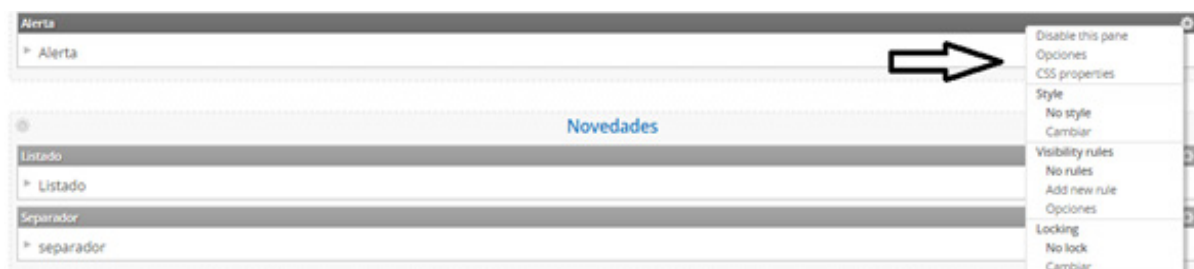 Alerta
Alerta
Disable this pane
Opciones
CSS properties
Style
No style
Cambiar
Novedades
Visibility rules
No rules
Add new rule
Opciones
Locking
No lock
Cambiar
Listado
Listado
Separador
separador